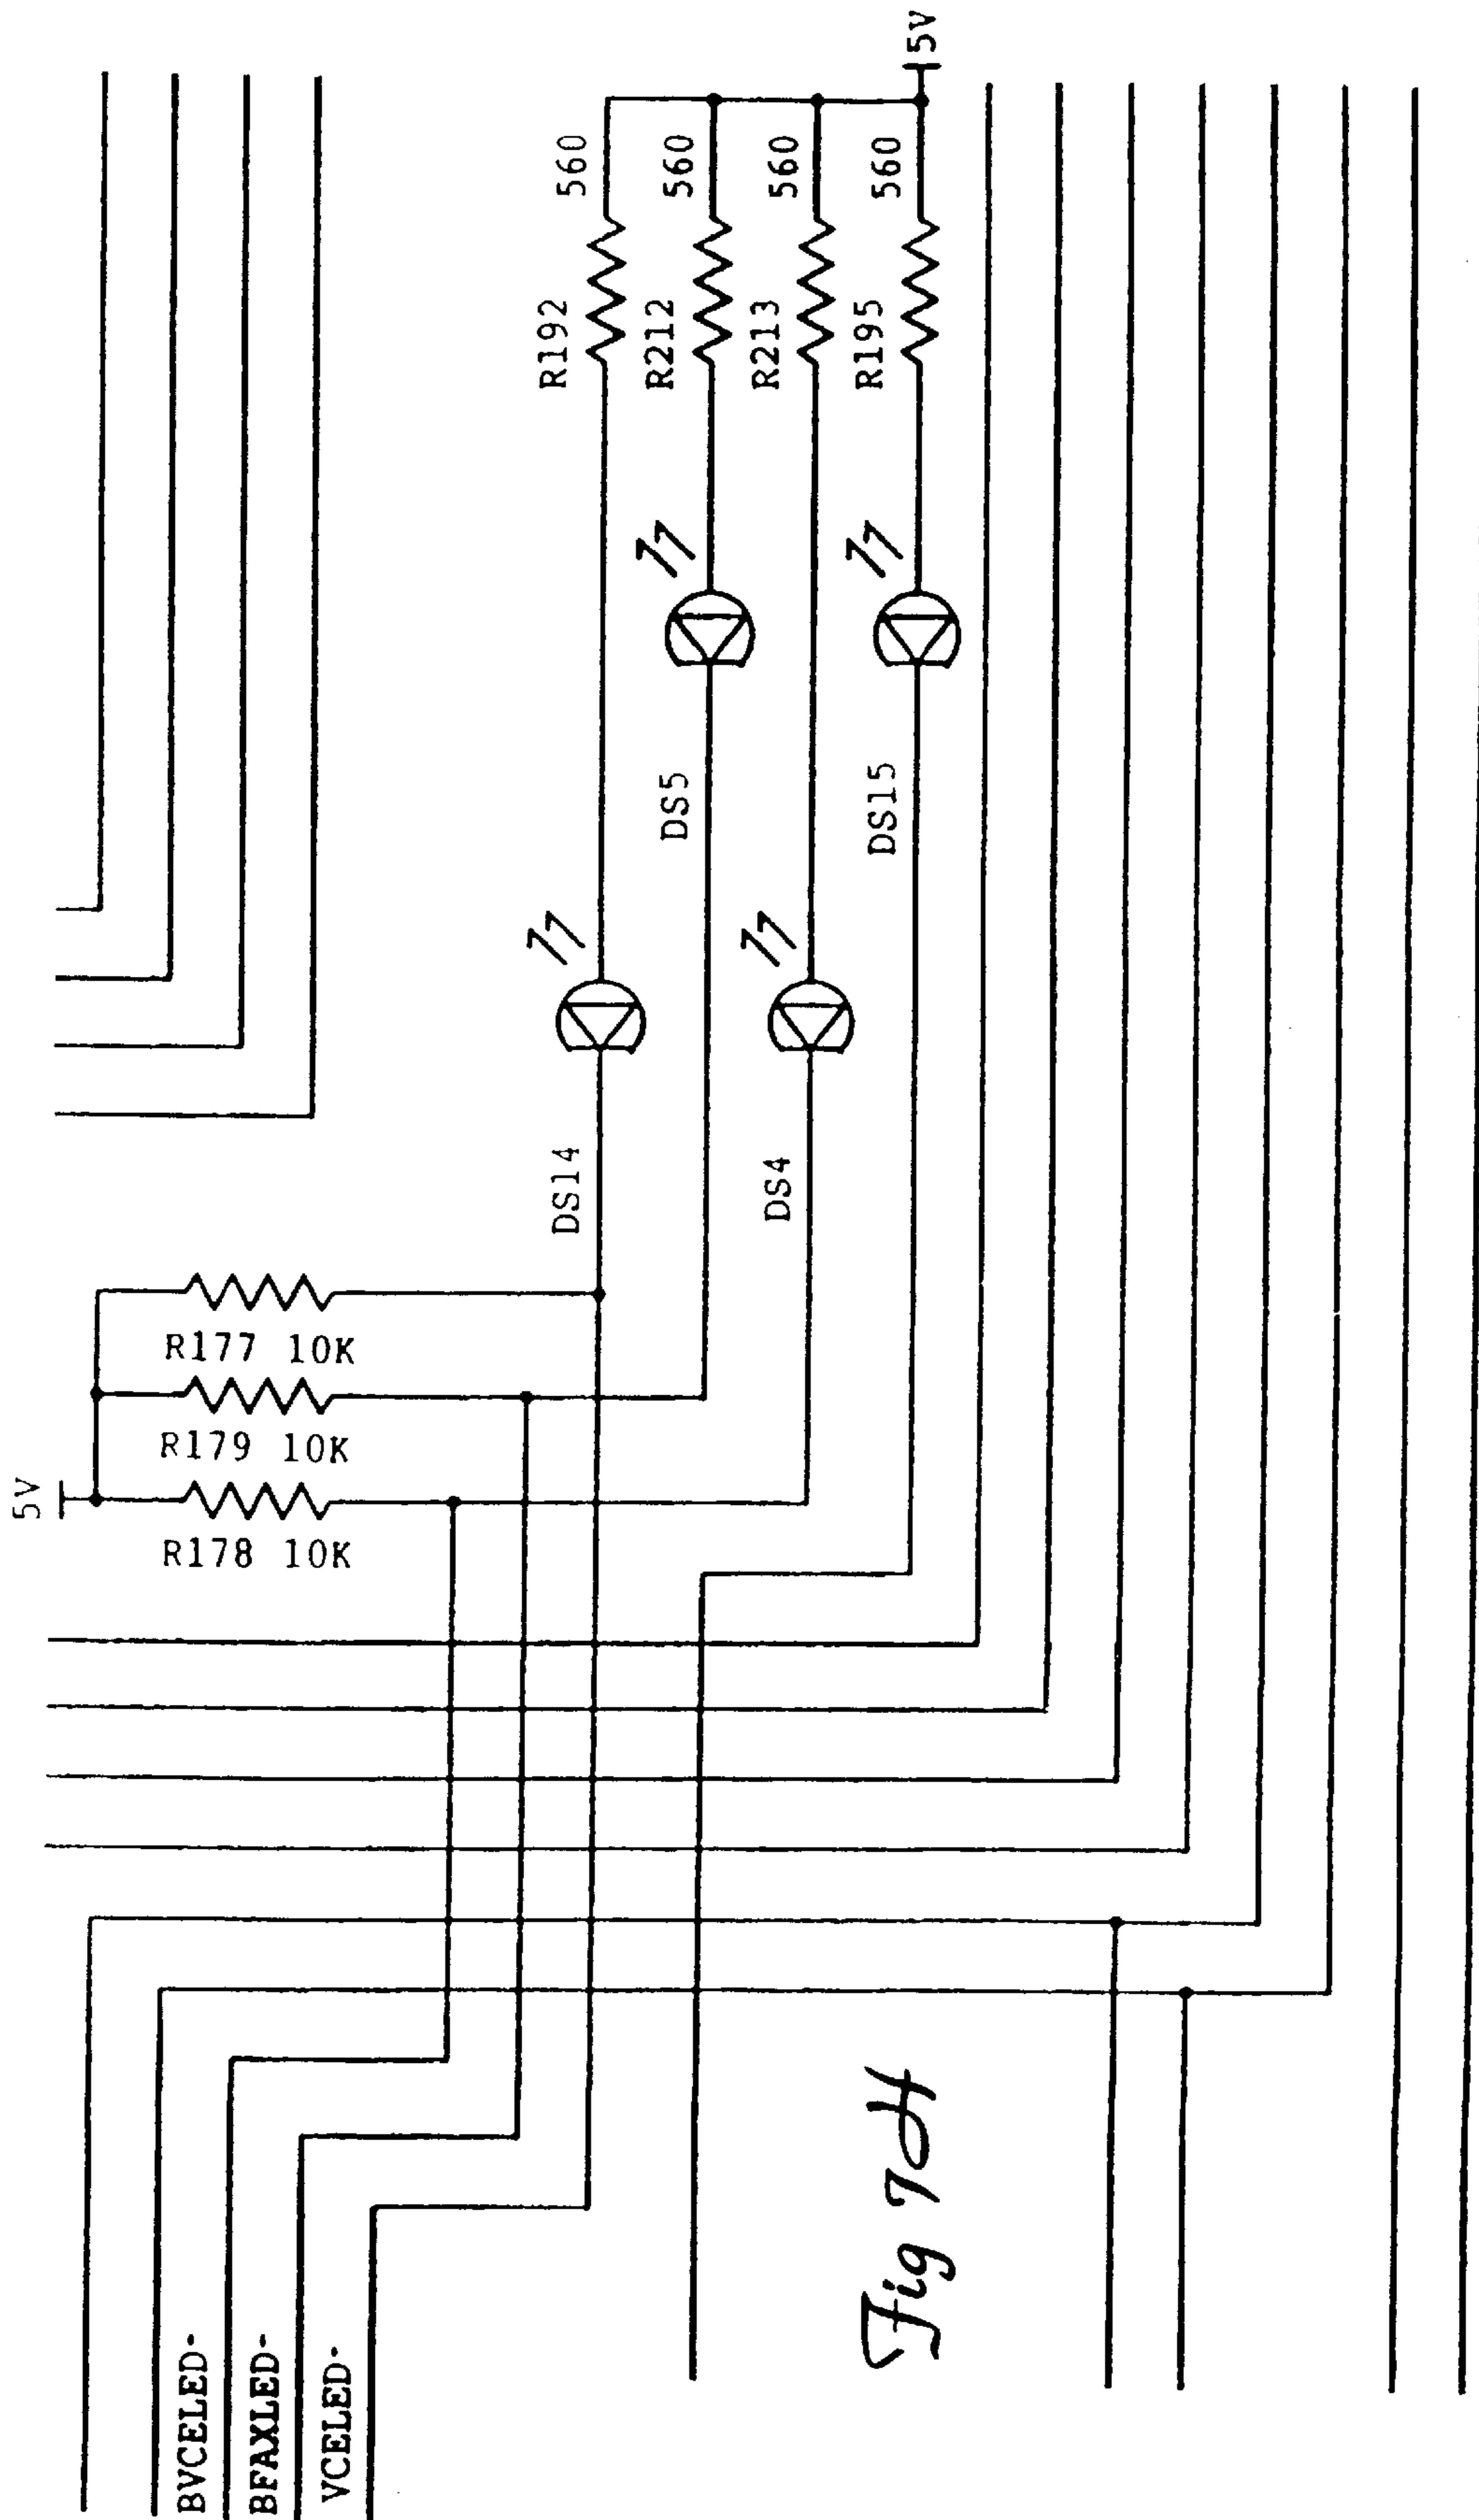 5V
560
560
560
560
R192
R212
R213
R195
DS5
DS15
DS14
DS4
R177 10K
R179 10K
5V
R178 10K
BVCELED-
BFAXLED-
VCELED-
Fig 7H